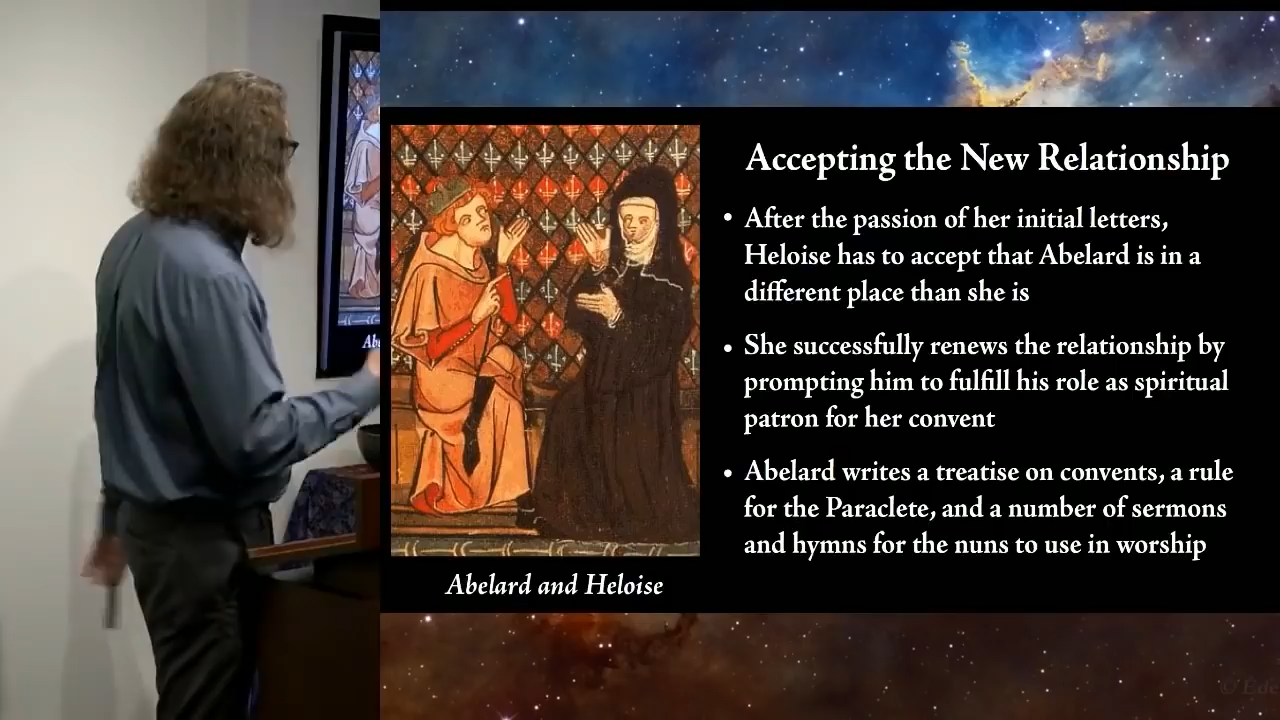 Accepting the New Relationship
• After the passion of her initial letters,
Heloise has to accept that Abelard is in a
different place than she is
• She successfully renews the relationship by
prompting him to fulfill his role as spiritual
patron for her convent
• Abelard writes a treatise on convents, a rule
for the Paraclete, and a number of sermons
and hymns for the nuns to use in worship
Abelard and Heloise